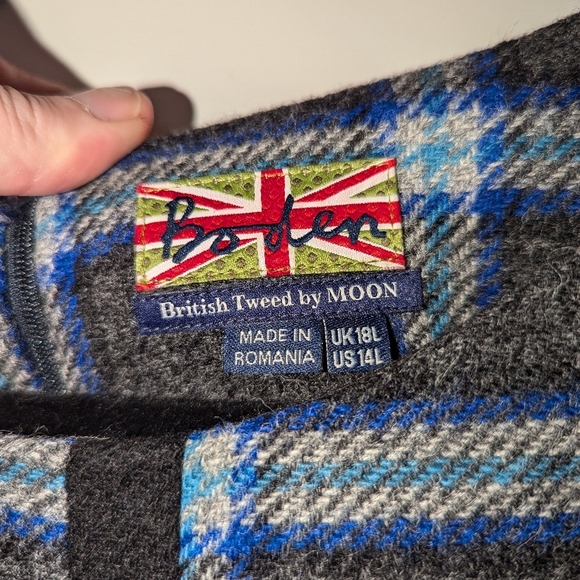 Boden
British Tweed by MOON
MADE IN
ROMANIA
UK18L
US14L